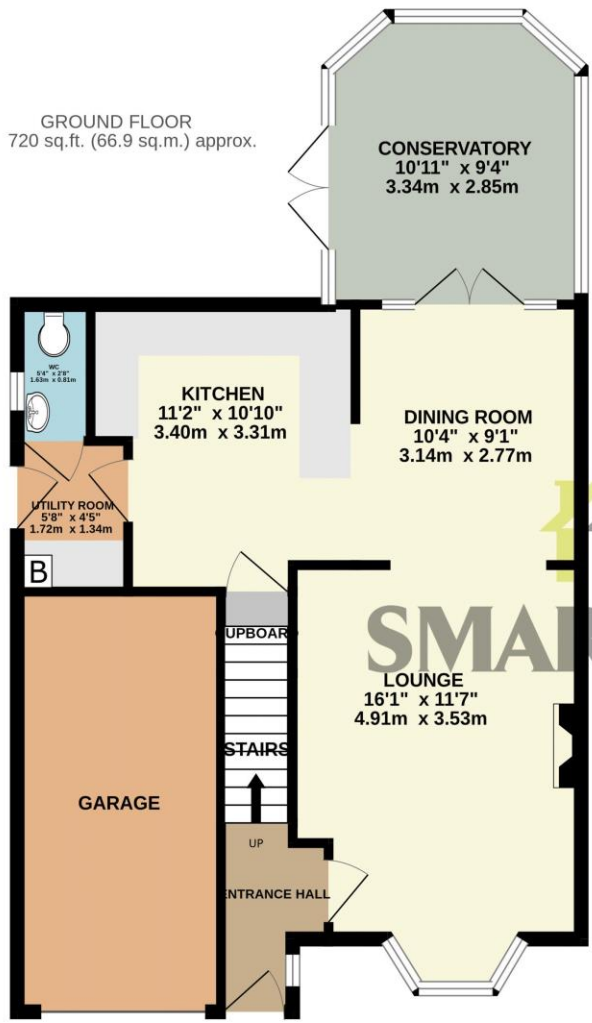 GROUND FLOOR
720 sq.ft. (66.9 sq.m.) approx.
CONSERVATORY
10'11" x 9'4"
3.34m x 2.85m
WC
5'4" x 2'8"
1.63m x 0.81m
KITCHEN
11'2" x 10'10"
3.40m x 3.31m
DINING ROOM
10'4" x 9'1"
3.14m x 2.77m
UTILITY ROOM
5'8" x 4'5"
1.72m x 1.34m
B
CUPBOARD
LOUNGE
16'1" x 11'7"
4.91m x 3.53m
STAIRS
GARAGE
UP
ENTRANCE HALL